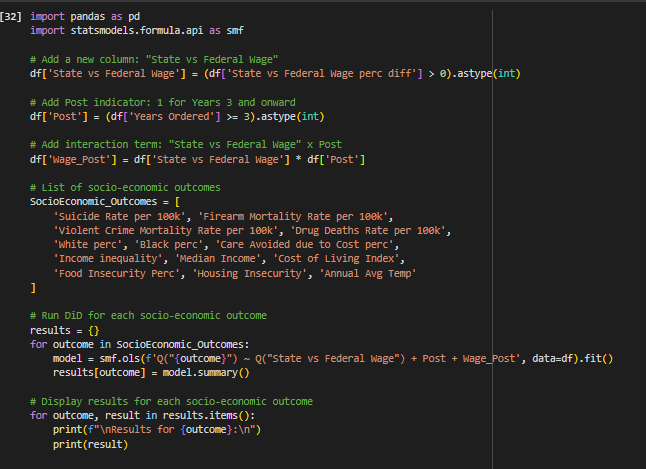 [32] import pandas as pd
import statsmodels.formula.api as smf
# Add a new column: "State vs Federal Wage"
df['State vs Federal Wage'] = (df['State vs Federal Wage perc diff'] > 0).astype(int)
# Add Post indicator: 1 for Years 3 and onward
df['Post'] = (df['Years Ordered'] >= 3).astype(int)
# Add interaction term: "State vs Federal Wage" x Post
df['Wage_Post'] = df['State vs Federal Wage'] * df['Post']
# List of socio-economic outcomes
SocioEconomic_Outcomes = [
    'Suicide Rate per 100k', 'Firearm Mortality Rate per 100k',
    'Violent Crime Mortality Rate per 100k', 'Drug Deaths Rate per 100k',
    'White perc', 'Black perc', 'Care Avoided due to Cost perc',
    'Income inequality', 'Median Income', 'Cost of Living Index',
    'Food Insecurity Perc', 'Housing Insecurity', 'Annual Avg Temp'
]
# Run DiD for each socio-economic outcome
results = {}
for outcome in SocioEconomic_Outcomes:
    model = smf.ols(f'Q("{outcome}") ~ Q("State vs Federal Wage") + Post + Wage_Post', data=df).fit()
    results[outcome] = model.summary()
# Display results for each socio-economic outcome
for outcome, result in results.items():
    print(f"\nResults for {outcome}:\n")
    print(result)